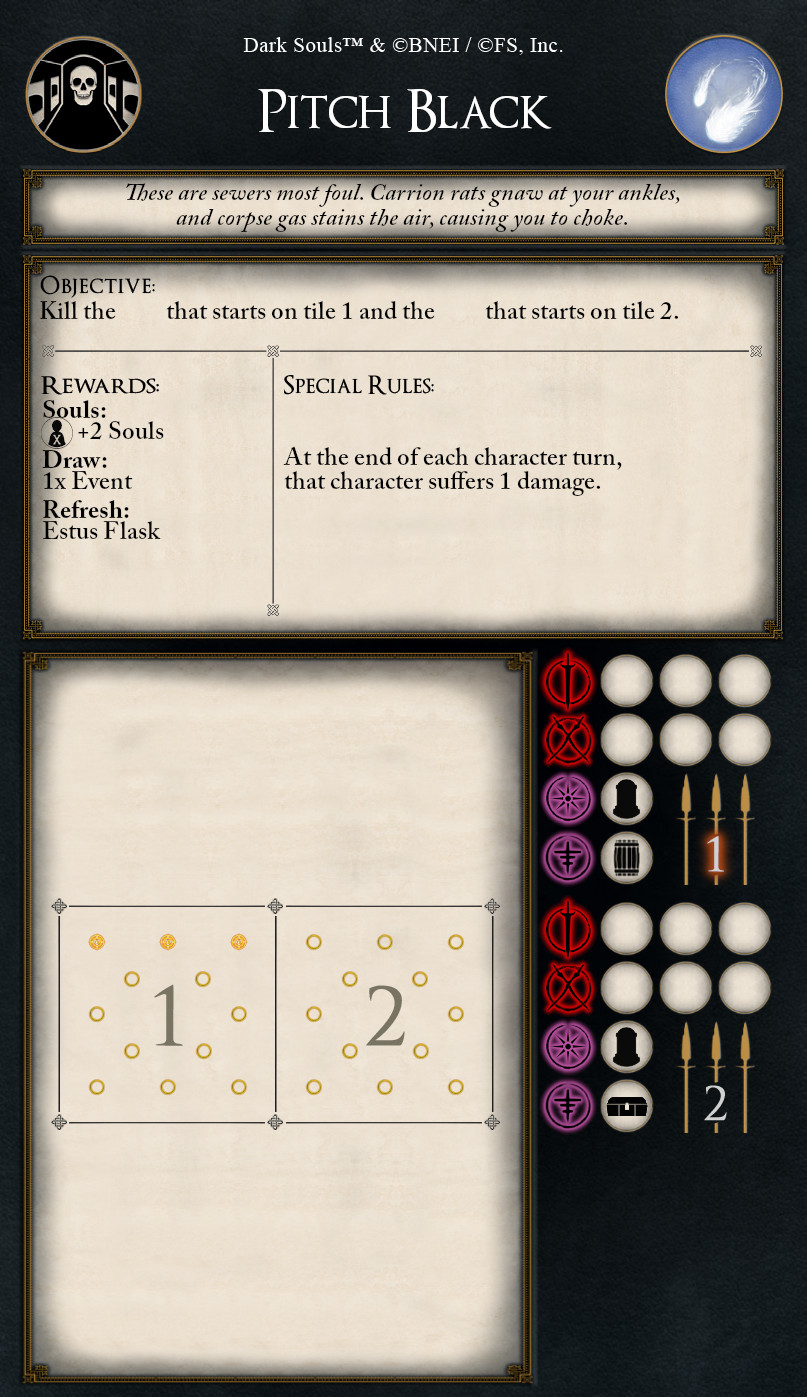 Dark Souls™ & ©BNEI / ©FS, Inc.
Pitch Black
These are sewers most foul. Carrion rats gnaw at your ankles,
and corpse gas stains the air, causing you to choke.
Objective:
Kill the that starts on tile 1 and the that starts on tile 2.
Rewards:
Souls:
X +2 Souls
Draw:
1x Event
Refresh:
Estus Flask
Special Rules:
At the end of each character turn,
that character suffers 1 damage.
1
2
1
2